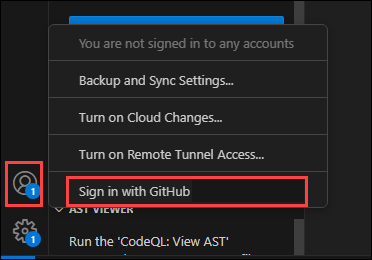 You are not signed in to any accounts
Backup and Sync Settings...
Turn on Cloud Changes...
Turn on Remote Tunnel Access...
1
Sign in with GitHub
AST VIEWER
1
Run the 'CodeQL: View AST'